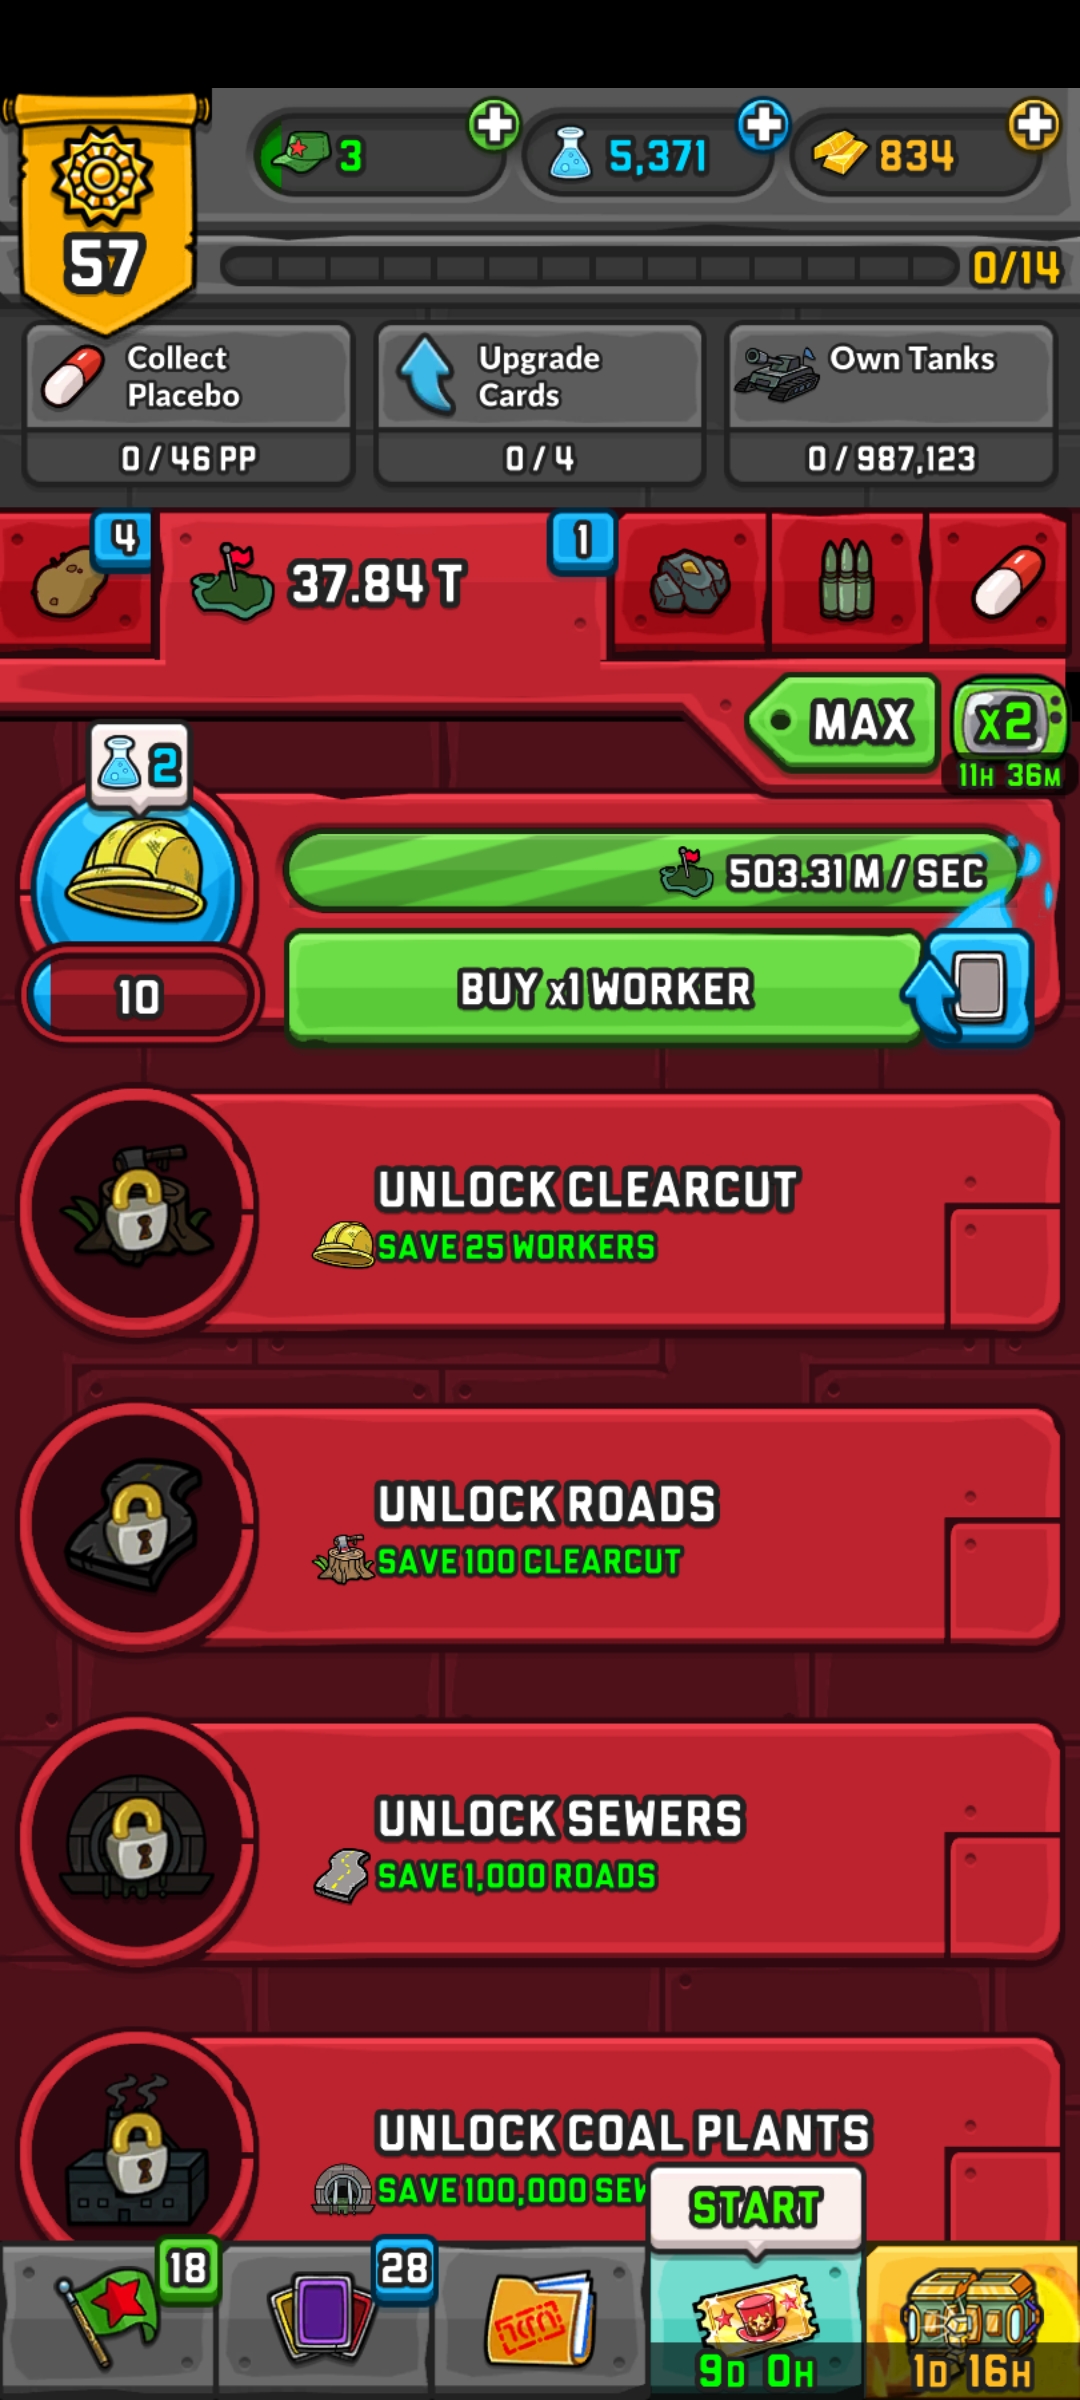 3
5,371
834
57
0/14
Collect
Placebo
0 / 46 PP
Upgrade
Cards
0 / 4
Own Tanks
0 / 987,123
4
37.84 T
1
MAX
x2
11H 36M
2
503.31 M / SEC
10
BUY x1 WORKER
UNLOCK CLEARCUT
SAVE 25 WORKERS
UNLOCK ROADS
SAVE 100 CLEARCUT
UNLOCK SEWERS
SAVE 1,000 ROADS
UNLOCK COAL PLANTS
SAVE 100,000
START
18
28
9D 0H
1D 16H